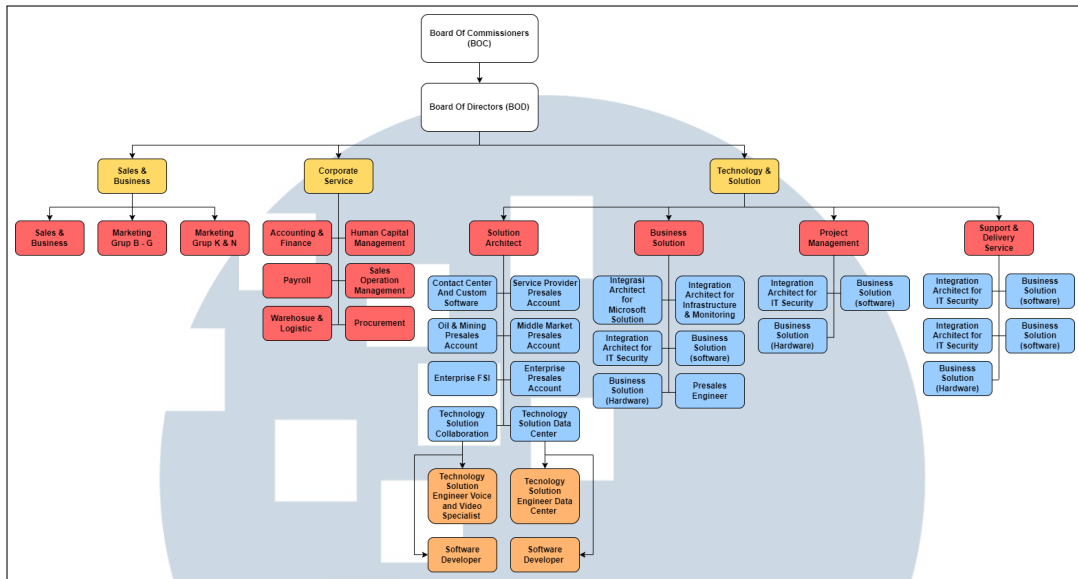 Board Of Commissioners
(BOC)
Board Of Directors (BOD)
Sales &
Business
Corporate
Service
Technology &
Solution
Sales &
Business
Marketing
Grup B - G
Marketing
Grup K & N
Accounting &
Finance
Human Capital
Management
Payroll
Sales
Operation
Management
Warehosue &
Logistic
Procurement
Solution
Architect
Business
Solution
Project
Management
Support &
Delivery
Service
Contact Center
And Custom
Software
Service Provider
Presales
Account
Oil & Mining
Presales
Account
Middle Market
Presales
Account
Enterprise FSI
Enterprise
Presales
Account
Technology
Solution
Collaboration
Technology
Solution Data
Center
Technology
Solution
Engineer Voice
and Video
Specialist
Tecnology
Solution
Engineer Data
Center
Software
Developer
Software
Developer
Integrasi
Architect
for
Microsoft
Solution
Integration
Architect for
Infrastructure
& Monitoring
Integration
Architect for
IT Security
Business
Solution
(software)
Business
Solution
(Hardware)
Presales
Engineer
Integration
Architect for
IT Security
Business
Solution
(software)
Business
Solution
(Hardware)
Integration
Architect for
IT Security
Business
Solution
(software)
Integration
Architect for
IT Security
Business
Solution
(software)
Business
Solution
(Hardware)